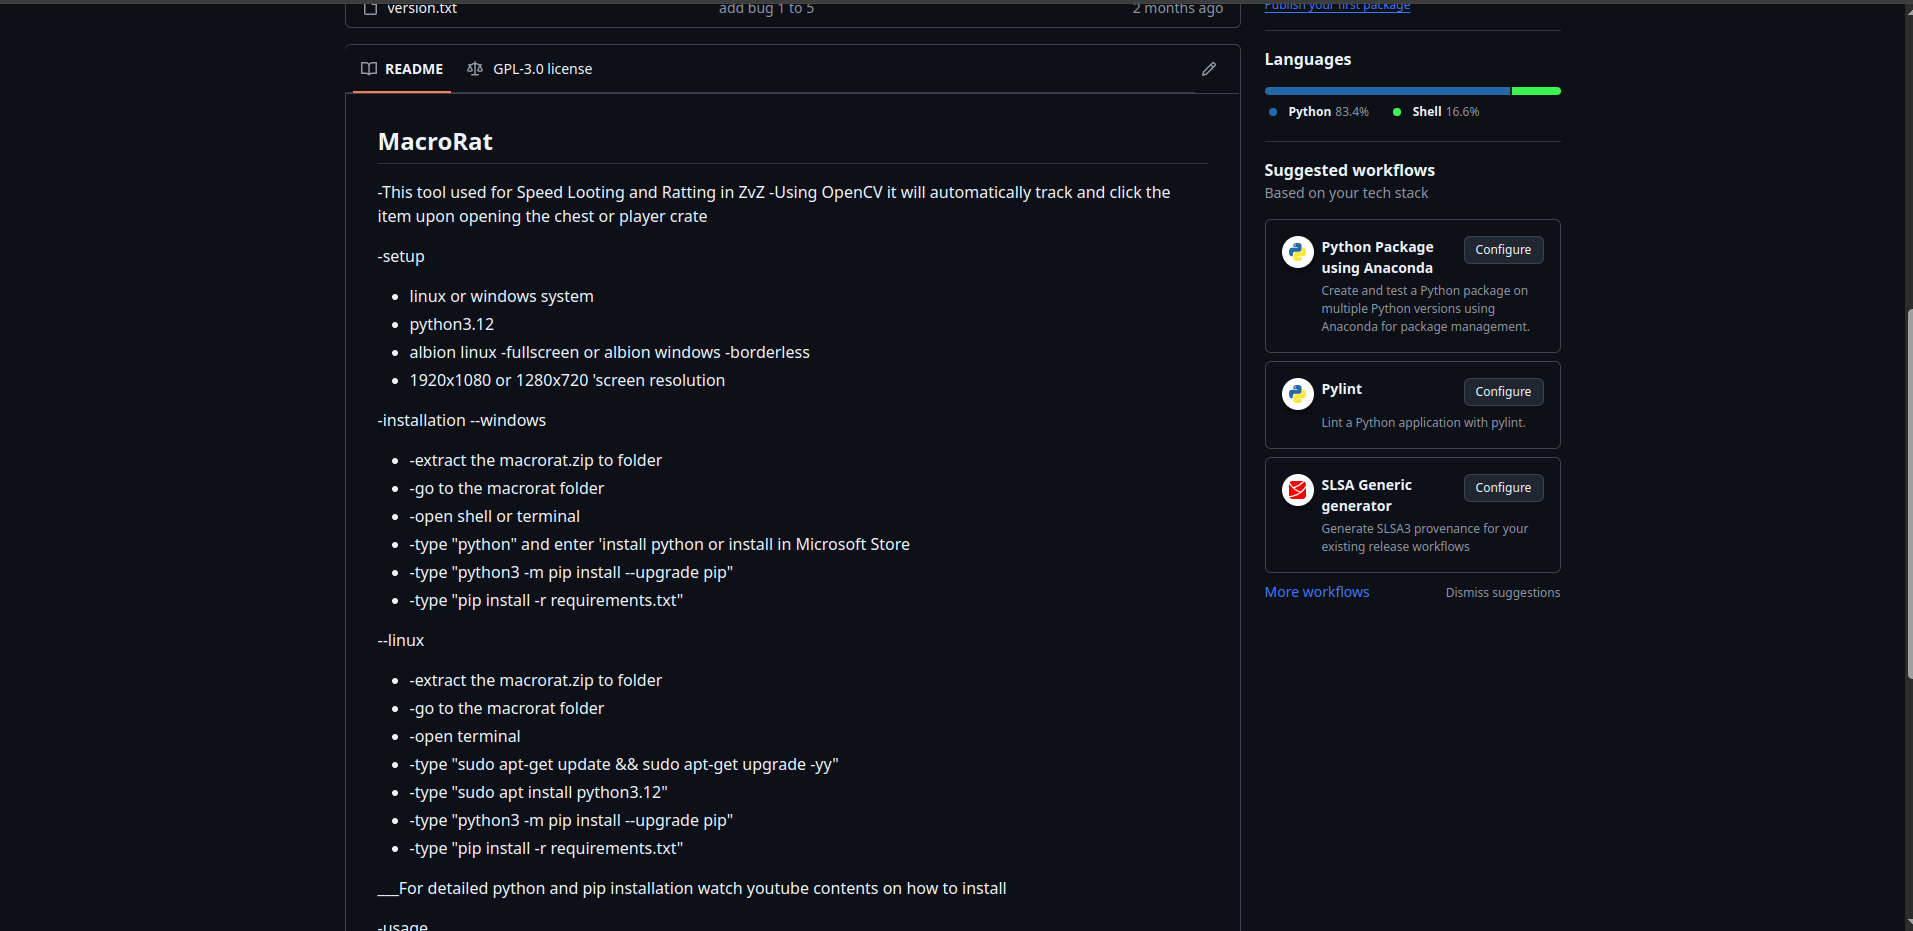 version.txt
add bug 1 to 5
2 months ago
README
GPL-3.0 license
MacroRat
-This tool used for Speed Looting and Ratting in ZvZ -Using OpenCV it will automatically track and click the
item upon opening the chest or player crate
-setup
linux or windows system
python3.12
albion linux -fullscreen or albion windows -borderless
1920x1080 or 1280x720 'screen resolution
-installation --windows
-extract the macrorat.zip to folder
-go to the macrorat folder
-open shell or terminal
-type "python" and enter 'install python or install in Microsoft Store
-type "python3 -m pip install --upgrade pip"
-type "pip install -r requirements.txt"
--linux
-extract the macrorat.zip to folder
-go to the macrorat folder
-open terminal
-type "sudo apt-get update && sudo apt-get upgrade -yy"
-type "sudo apt install python3.12"
-type "python3 -m pip install --upgrade pip"
-type "pip install -r requirements.txt"
___For detailed python and pip installation watch youtube contents on how to install
-usage
Publish your first package
Languages
Python 83.4%
Shell 16.6%
Suggested workflows
Based on your tech stack
Python Package
using Anaconda
Configure
Create and test a Python package on
multiple Python versions using
Anaconda for package management.
Pylint
Configure
Lint a Python application with pylint.
SLSA Generic
generator
Configure
Generate SLSA3 provenance for your
existing release workflows
More workflows
Dismiss suggestions